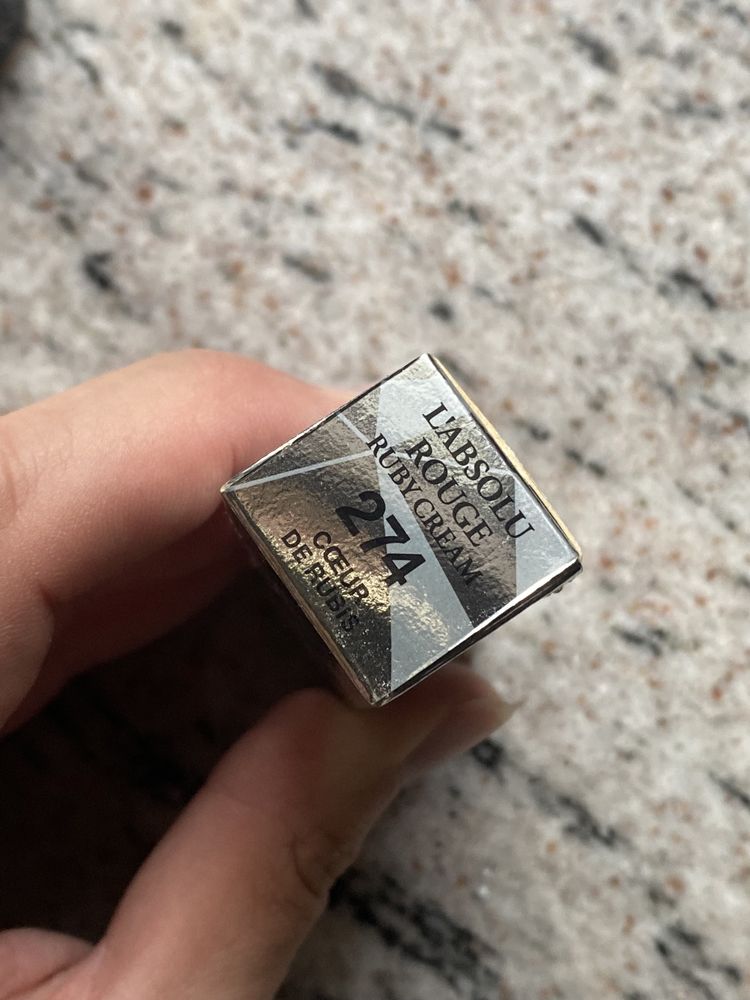 L'ABSOLU
ROUGE
RUBY CREAM
274
CŒUR
DE RUBIS